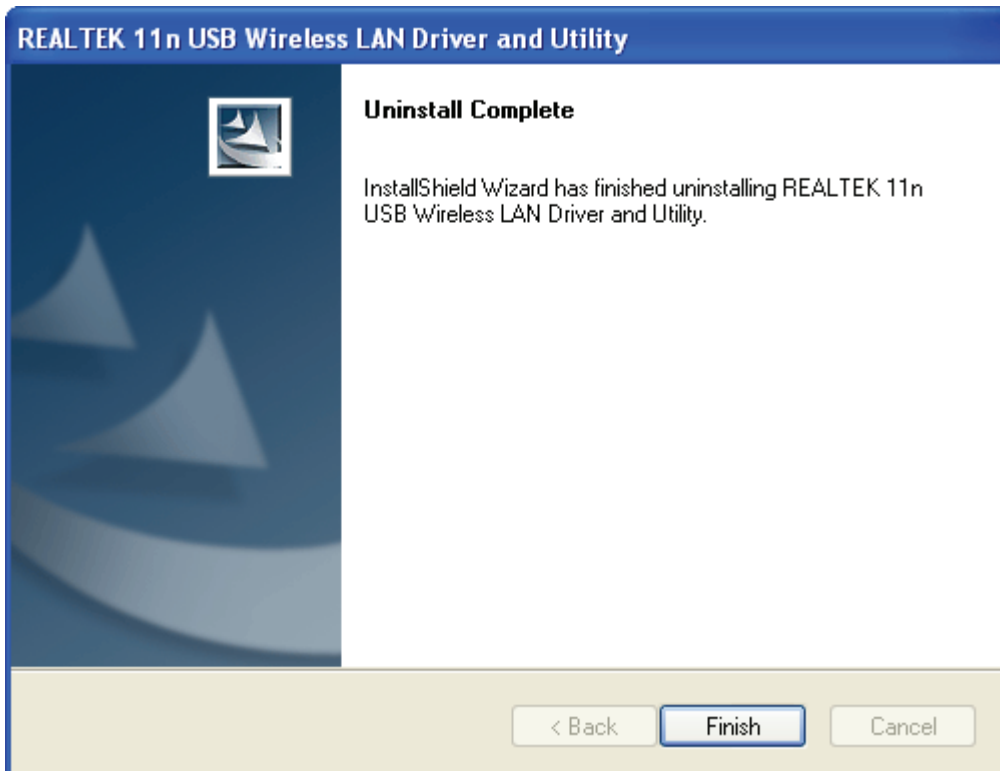 REALTEK 11n USB Wireless LAN Driver and Utility
Uninstall Complete
InstallShield Wizard has finished uninstalling REALTEK 11n
USB Wireless LAN Driver and Utility.
< Back
Finish
Cancel